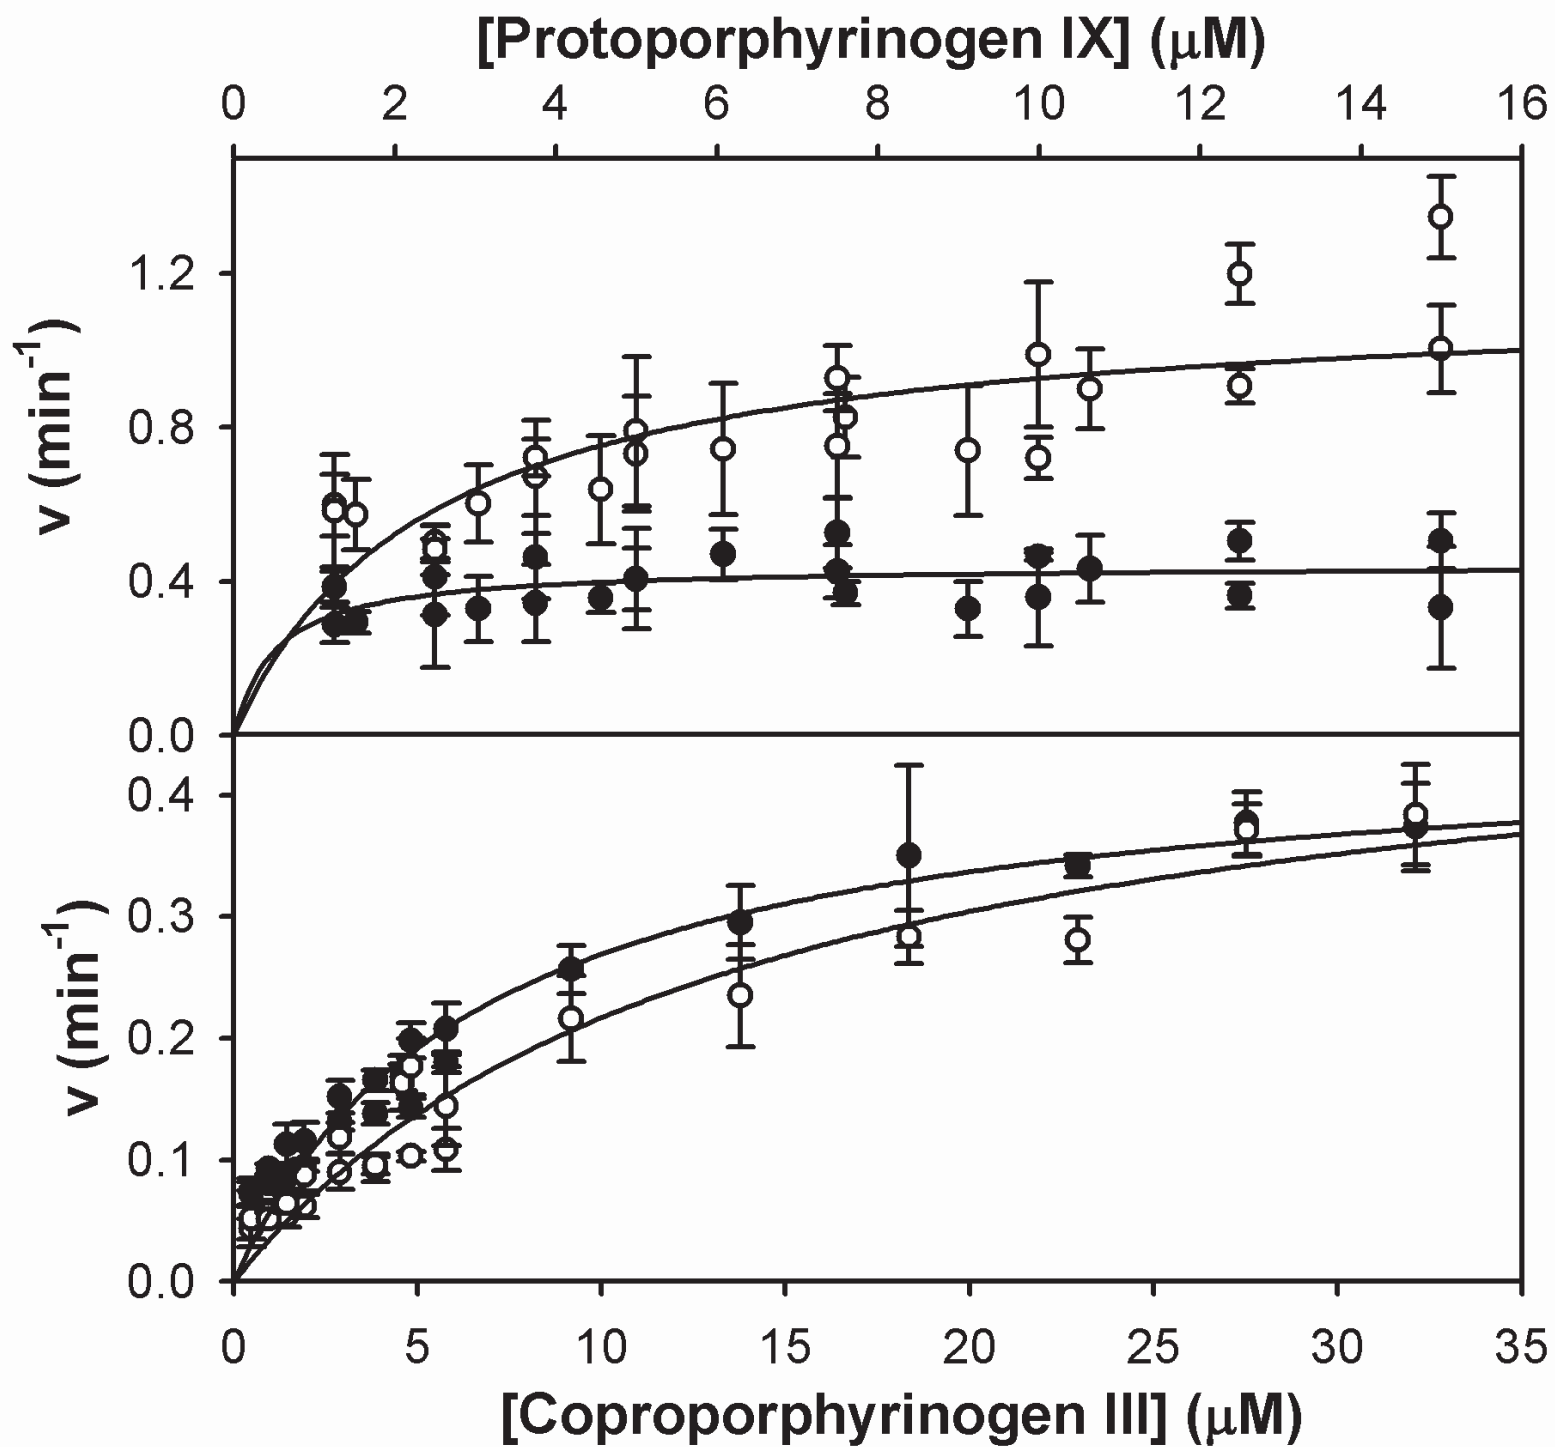 [Protoporphyrinogen IX] (μM)
0 2 4 6 8 10 12 14 16
v (min⁻¹)
1.2
0.8
0.4
0.0
v (min⁻¹)
0.4
0.3
0.2
0.1
0.0
0 5 10 15 20 25 30 35
[Coproporphyrinogen III] (μM)